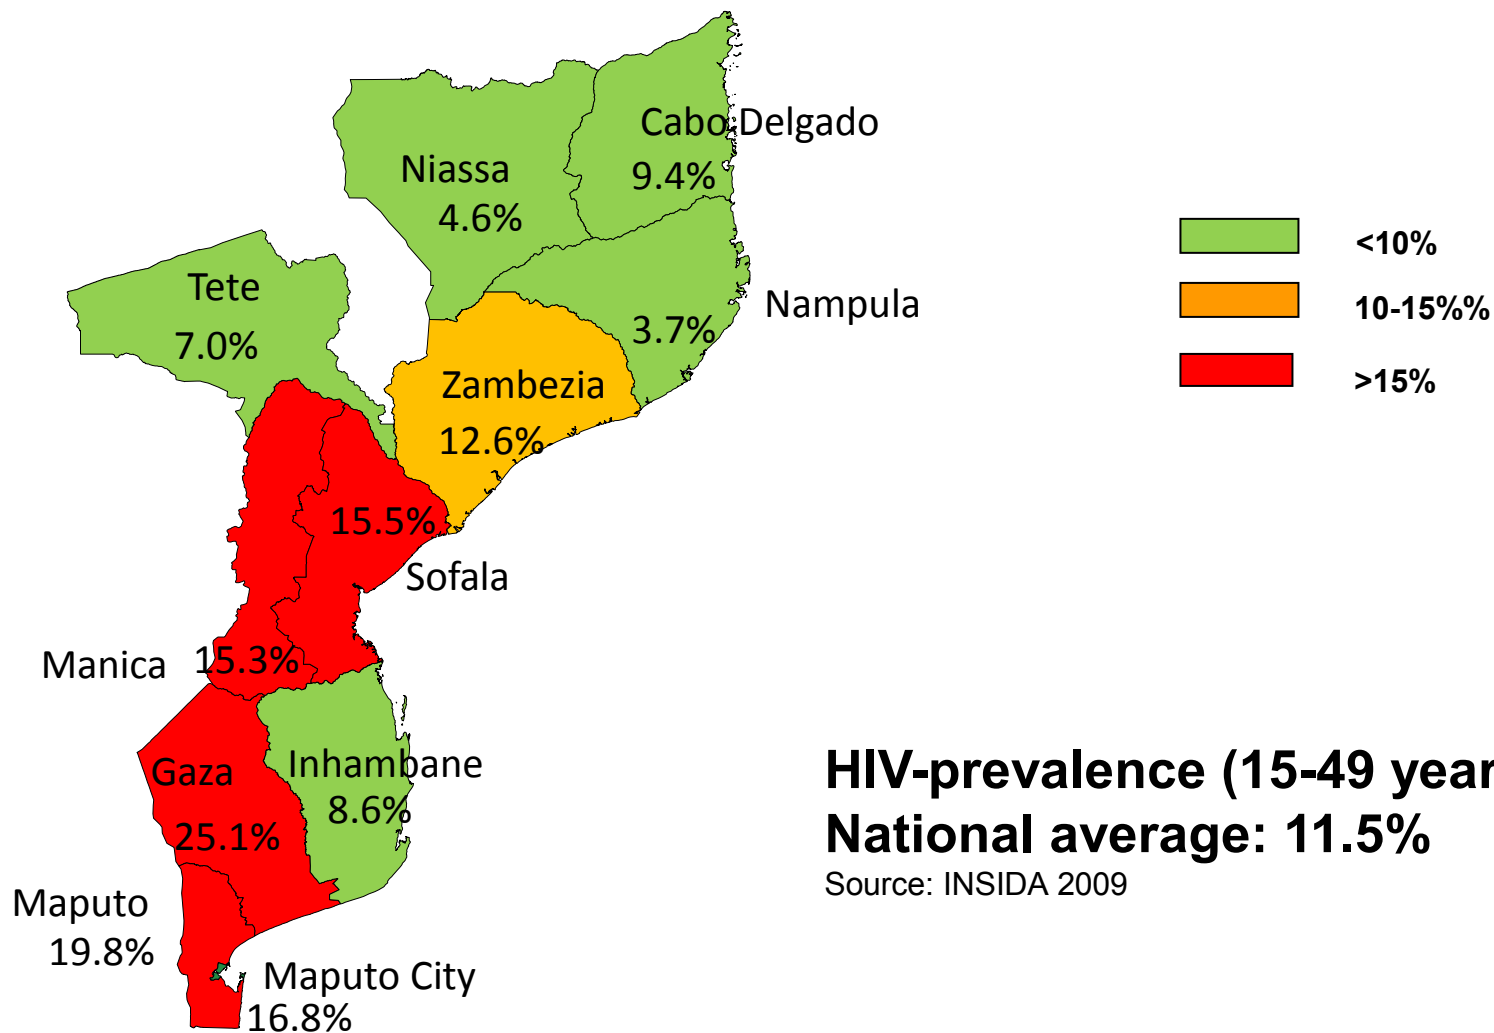 Cabo Delgado
9.4%
Niassa
4.6%
Tete
7.0%
Nampula
3.7%
Zambezia
12.6%
15.5%
Sofala
Manica
15.3%
Gaza
25.1%
Inhambane
8.6%
Maputo
19.8%
Maputo City
16.8%
<10%
10-15%%
>15%
HIV-prevalence (15-49 year
National average: 11.5%
Source: INSIDA 2009